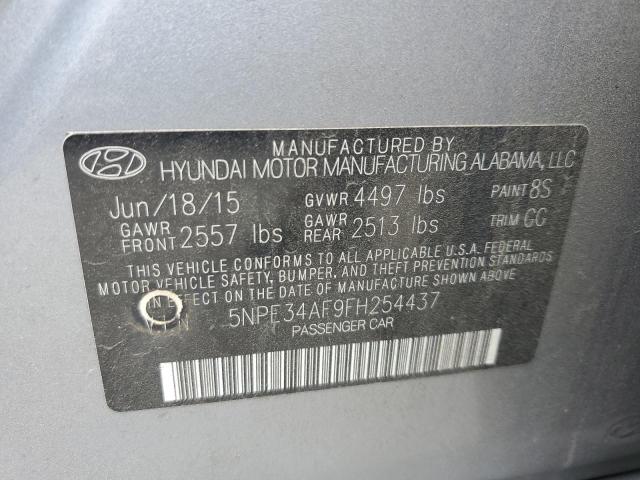 MANUFACTURED BY
HYUNDAI MOTOR MANUFACTURING ALABAMA, LLC
Jun/18/15 GVWR 4497 lbs PAINT 8S
GAWR FRONT 2557 lbs GAWR REAR 2513 lbs TRIM CC
THIS VEHICLE CONFORMS TO ALL APPLICABLE U.S.A. FEDERAL
MOTOR VEHICLE SAFETY, BUMPER, AND THEFT PREVENTION STANDARDS
IN EFFECT ON THE DATE OF MANUFACTURE SHOWN ABOVE.
VIN 5NPE34AF9FH254437
PASSENGER CAR